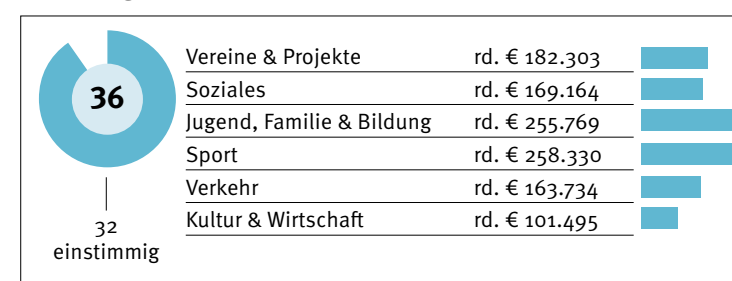 36
32
einstimmig
Vereine & Projekte rd. € 182.303
Soziales rd. € 169.164
Jugend, Familie & Bildung rd. € 255.769
Sport rd. € 258.330
Verkehr rd. € 163.734
Kultur & Wirtschaft rd. € 101.495